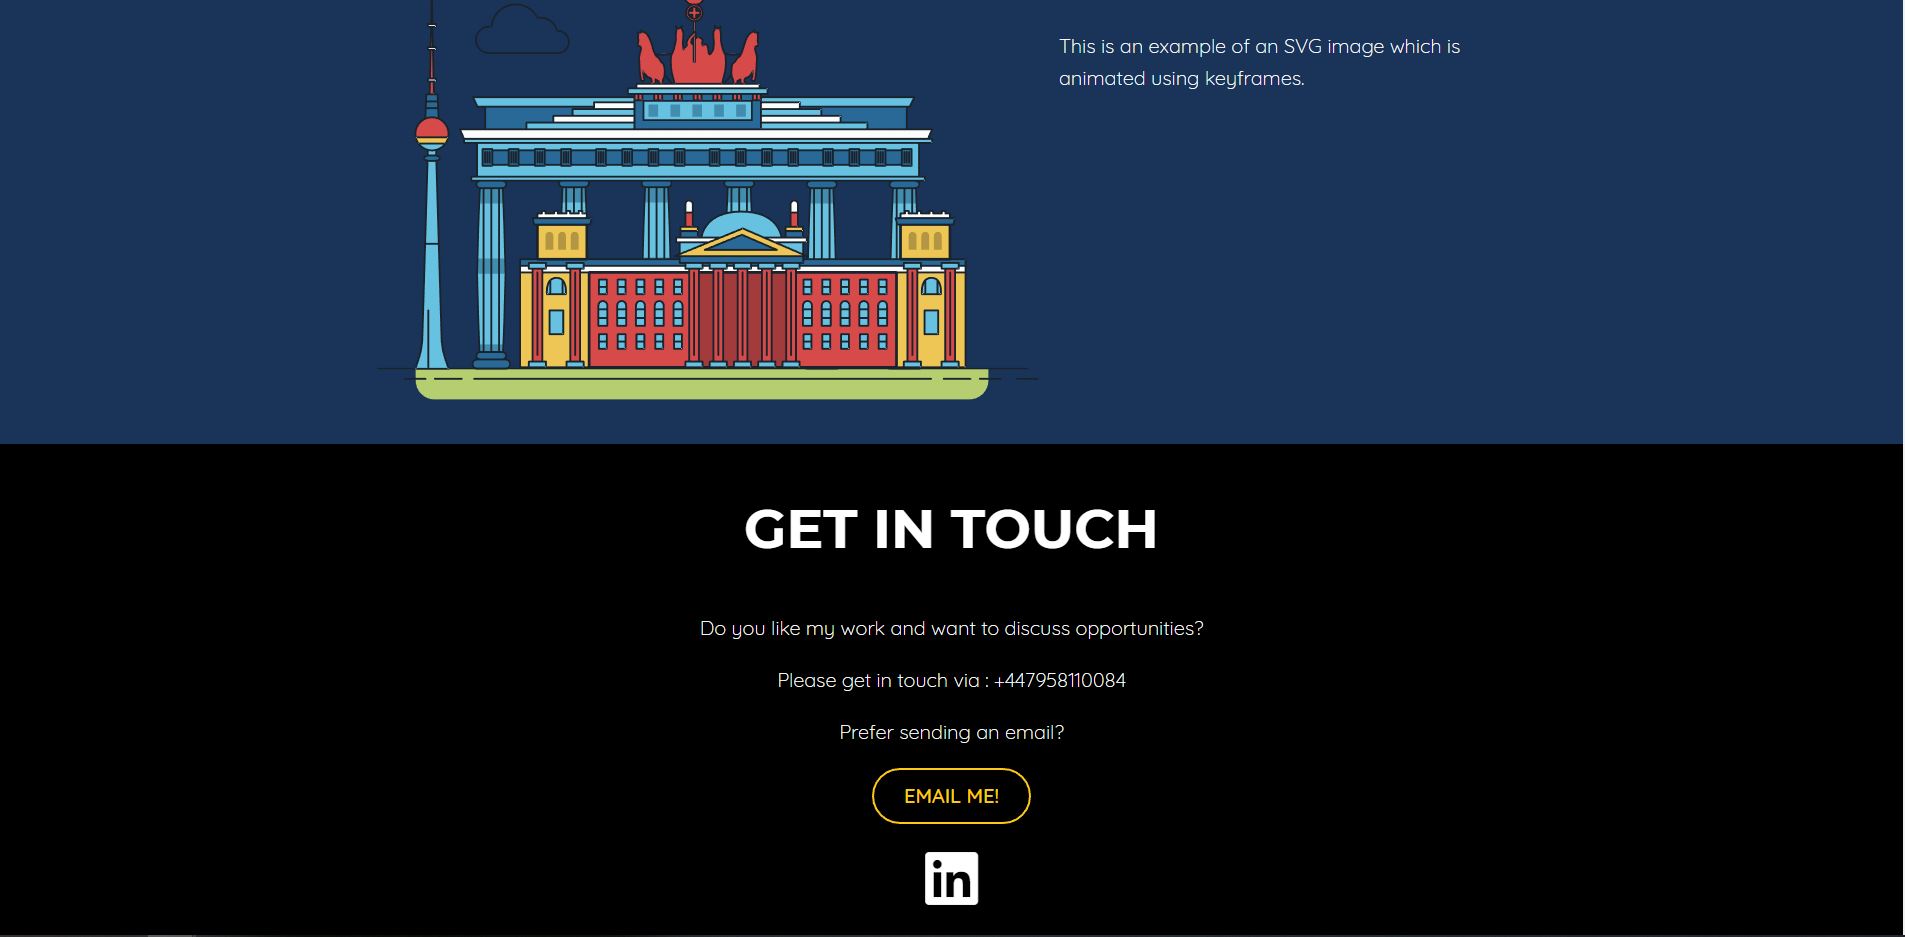 This is an example of an SVG image which is
animated using keyframes.
GET IN TOUCH
Do you like my work and want to discuss opportunities?
Please get in touch via : +447958110084
Prefer sending an email?
EMAIL ME!
in